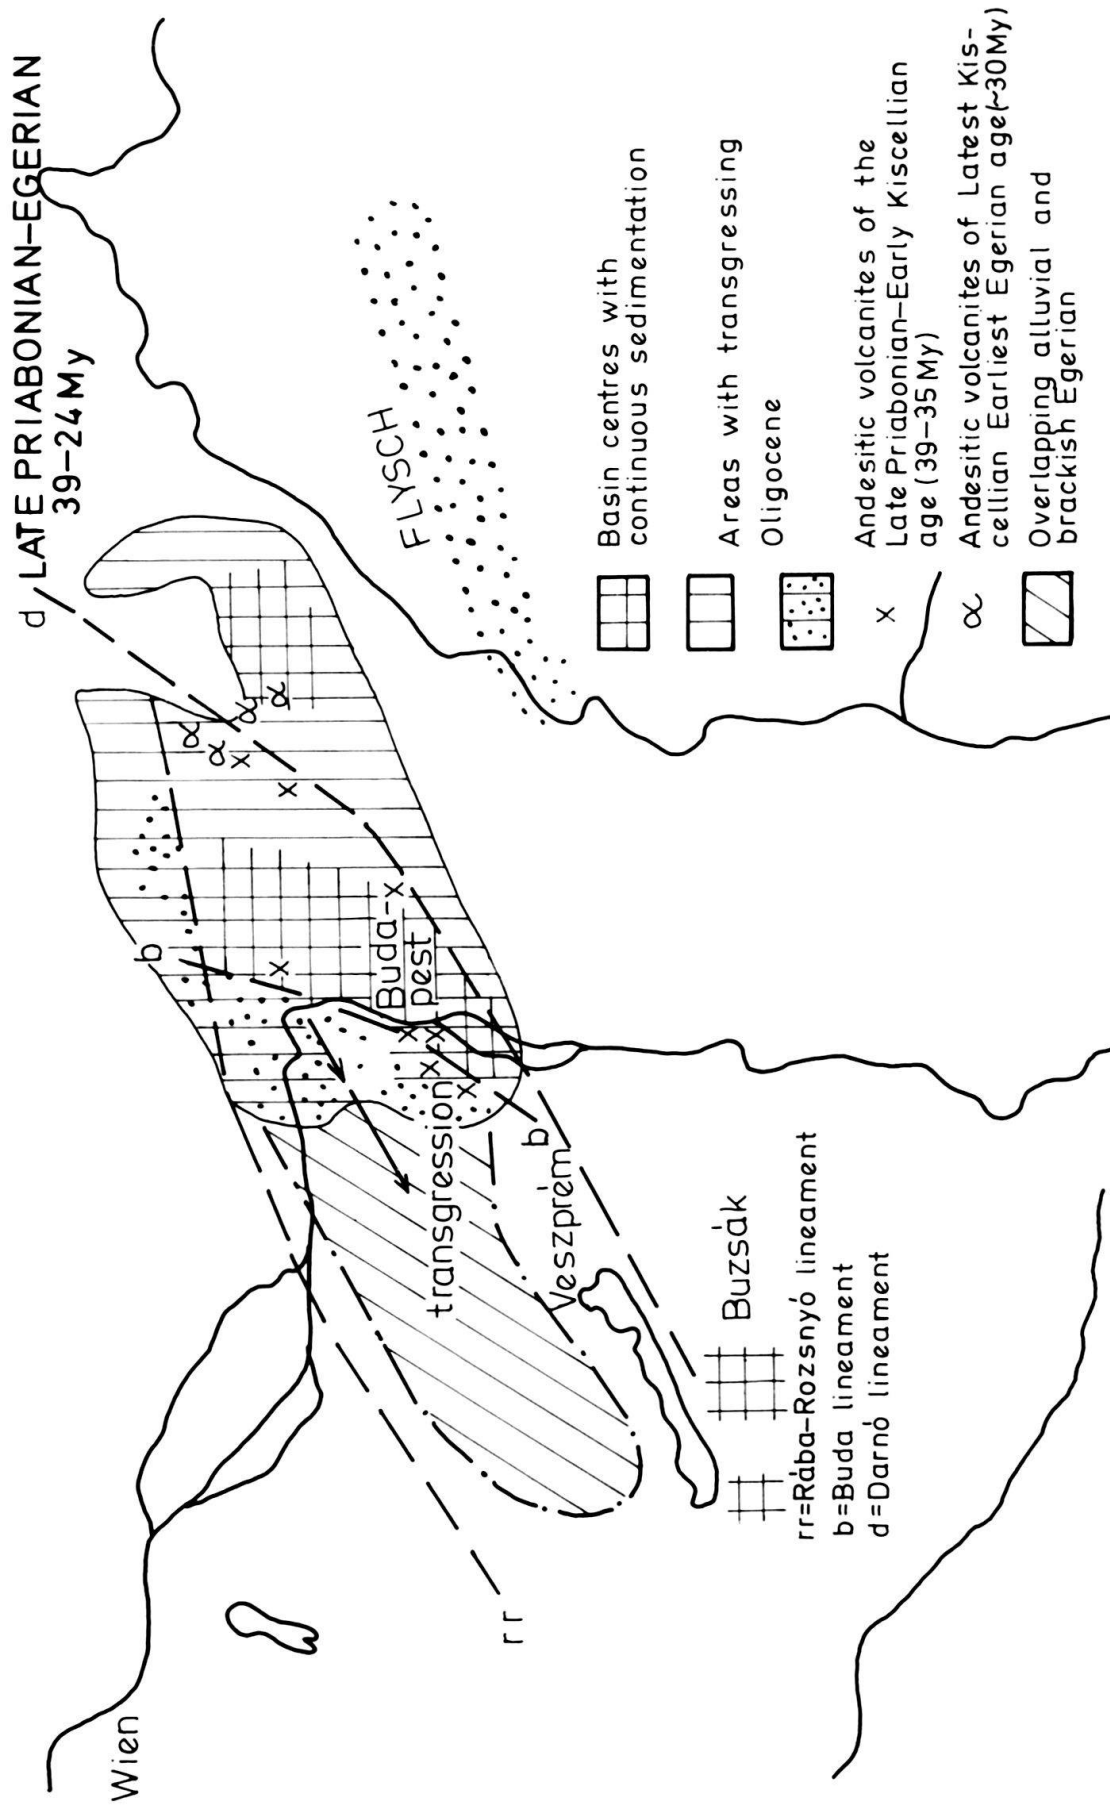 d LATE PRIABONIAN–EGERIAN
39–24 My
Wien
b
α
α
α
α
x
x
x
x
x
x
x
x
Buda-
pest
FLYSCH
transgression
b
Veszprém
rr
Buzsák
rr=Rába–Rozsnyó lineament
b=Buda lineament
d=Darnó lineament
Basin centres with
continuous sedimentation
Areas with transgressing
Oligocene
x Andesitic volcanites of the
Late Priabonian–Early Kiscellian
age (39–35 My)
α Andesitic volcanites of Latest Kis-
cellian Earliest Egerian age(~30My)
Overlapping alluvial and
brackish Egerian